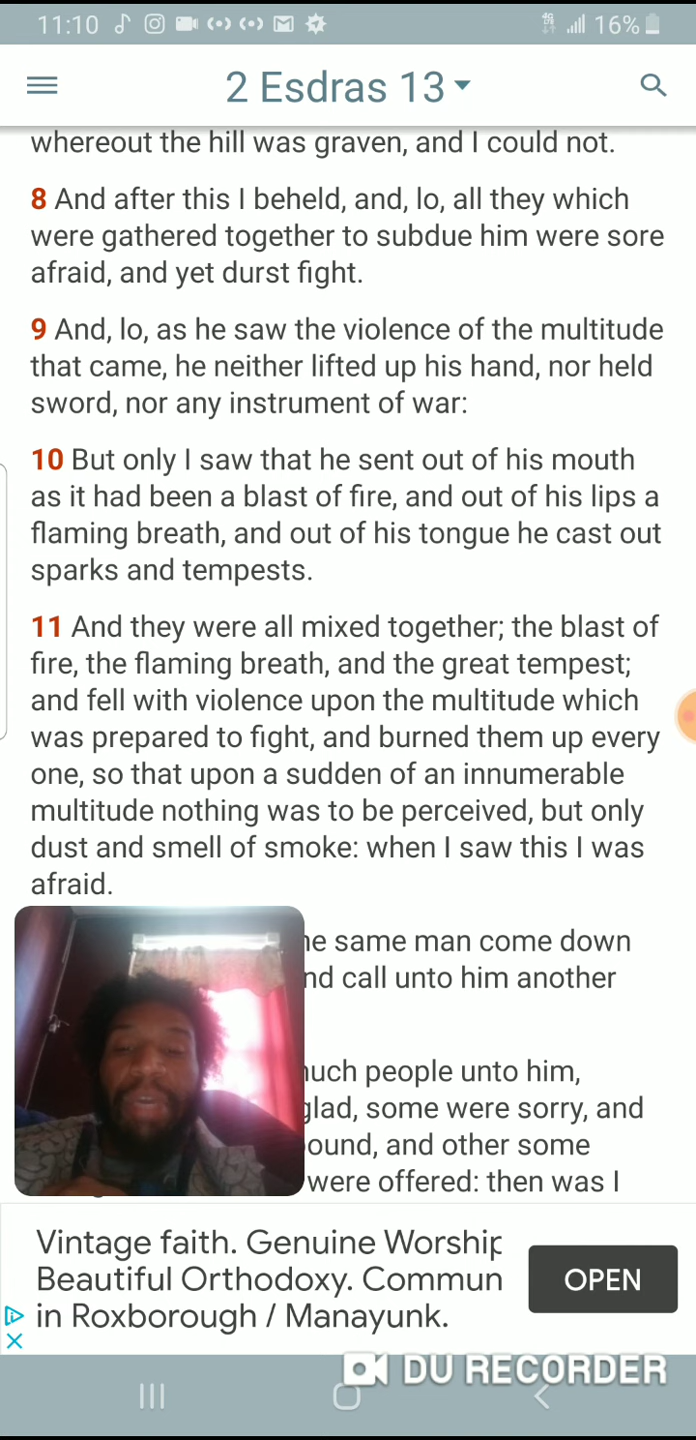 11:10 16%
2 Esdras 13
whereout the hill was graven, and I could not.
8 And after this I beheld, and, lo, all they which
were gathered together to subdue him were sore
afraid, and yet durst fight.
9 And, lo, as he saw the violence of the multitude
that came, he neither lifted up his hand, nor held
sword, nor any instrument of war:
10 But only I saw that he sent out of his mouth
as it had been a blast of fire, and out of his lips a
flaming breath, and out of his tongue he cast out
sparks and tempests.
11 And they were all mixed together; the blast of
fire, the flaming breath, and the great tempest;
and fell with violence upon the multitude which
was prepared to fight, and burned them up every
one, so that upon a sudden of an innumerable
multitude nothing was to be perceived, but only
dust and smell of smoke: when I saw this I was
afraid.
same man come down
call unto him another
people unto him,
glad, some were sorry, and
and other some
were offered: then was I
Vintage faith. Genuine Worship
Beautiful Orthodoxy. Commun
in Roxborough / Manayunk.
OPEN
DU RECORDER